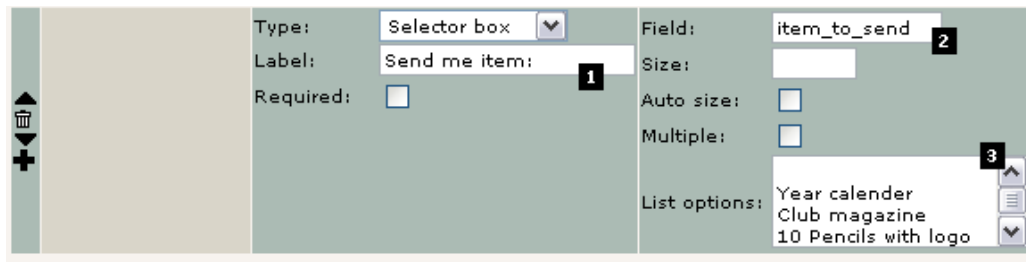 Type:
Selector box
Field:
item_to_send
2
Label:
Send me item:
1
Size:
Required:
Auto size:
Multiple:
3
List options:
Year calender
Club magazine
10 Pencils with logo